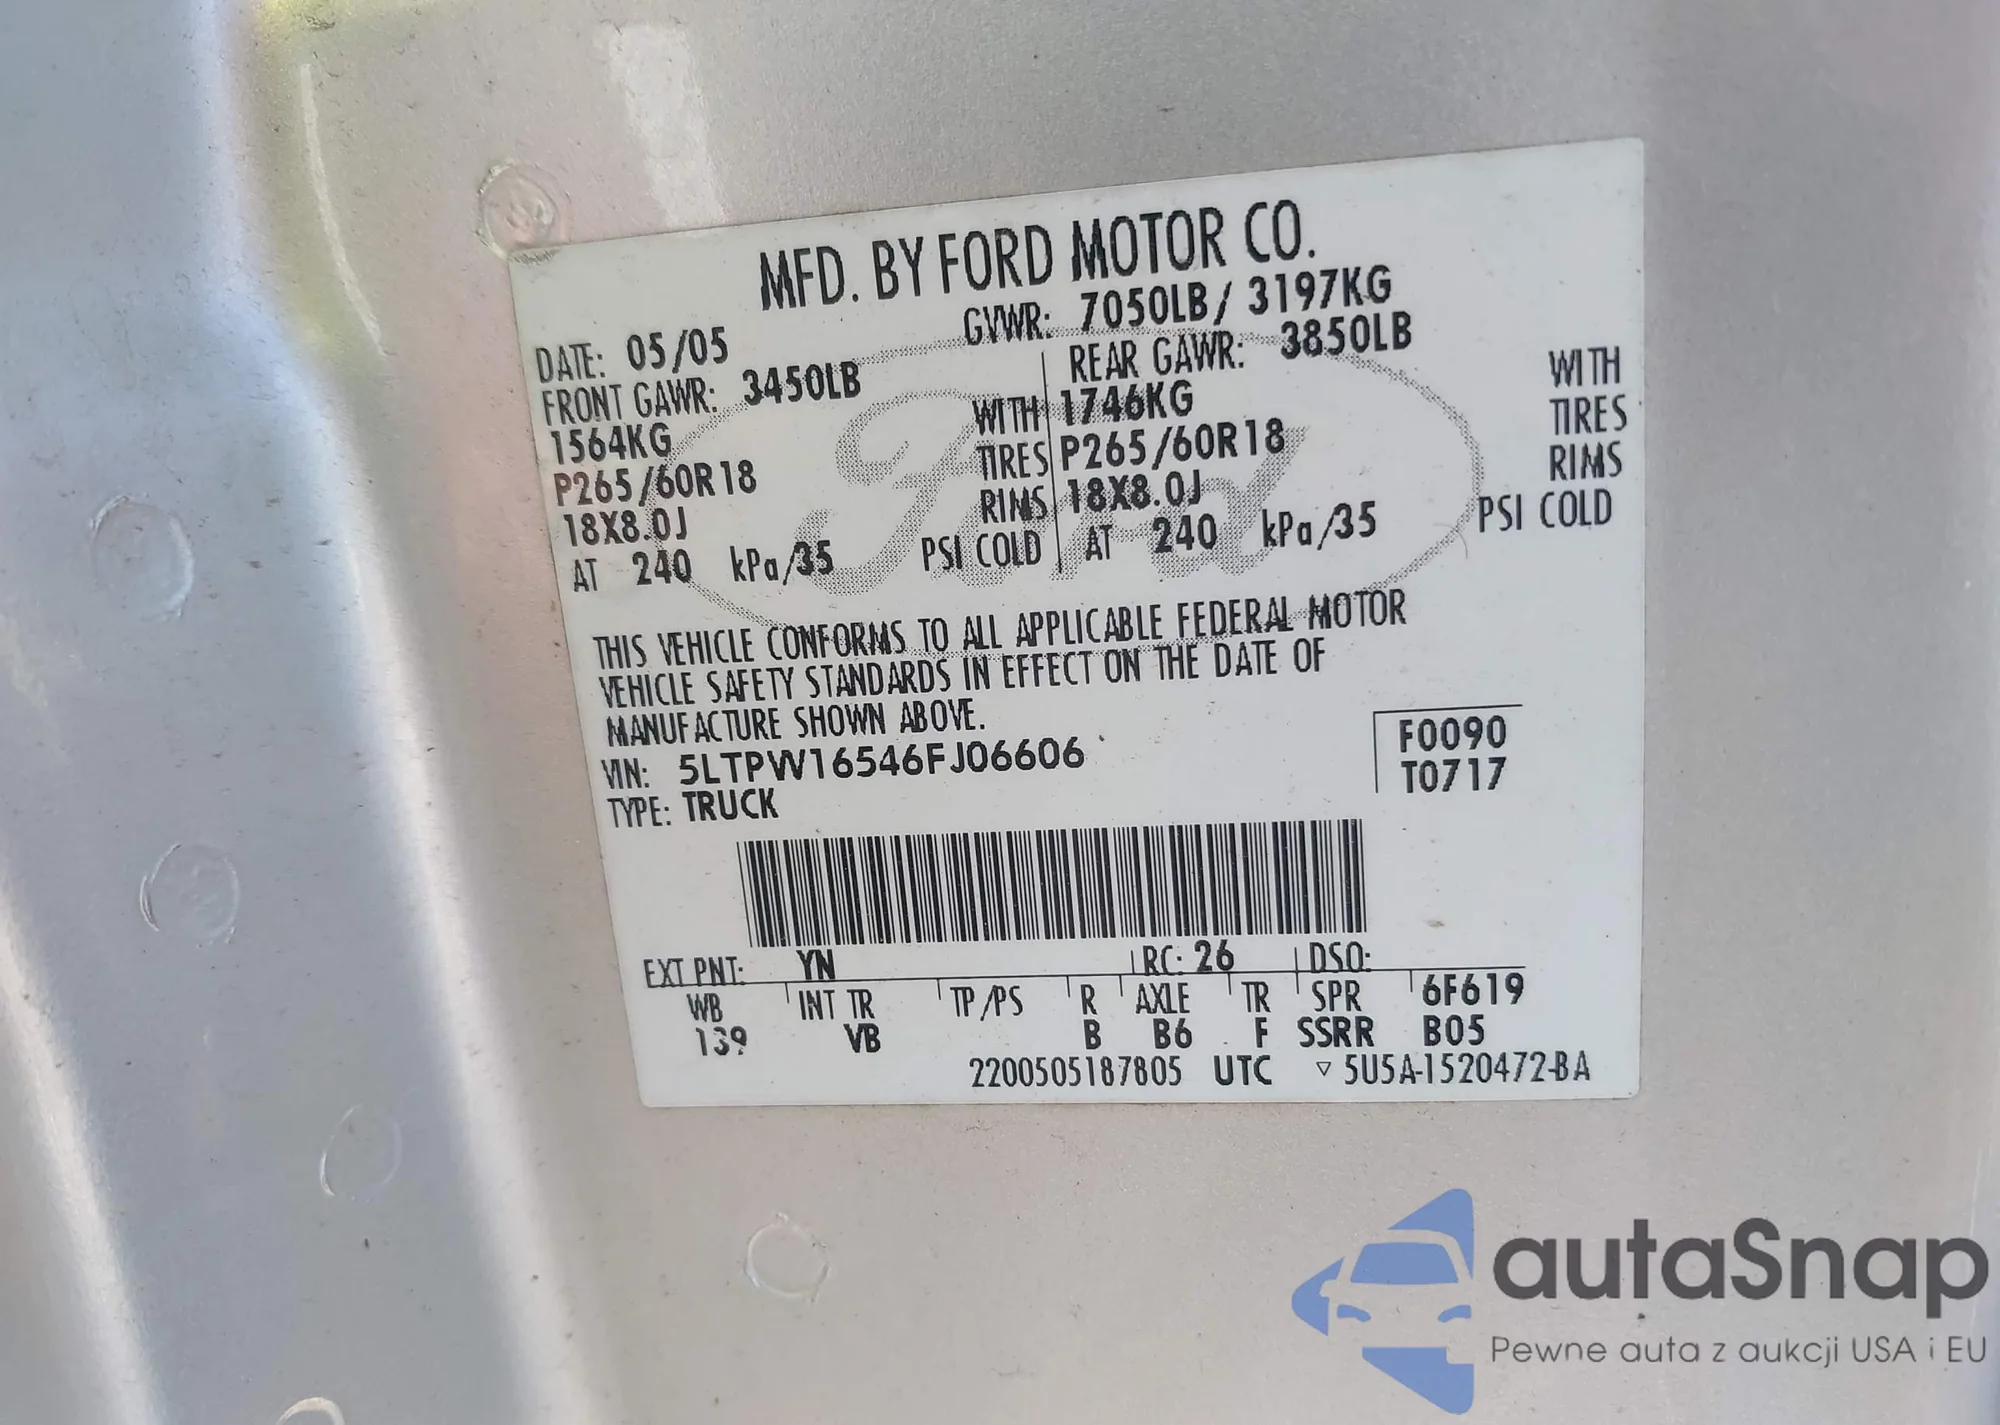 MFD. BY FORD MOTOR CO.
DATE: 05/05 GVWR: 7050LB / 3197KG
FRONT GAWR: 3450LB REAR GAWR: 3850LB
1564KG WITH 1746KG WITH
P265/60R18 TIRES P265/60R18 TIRES
18X8.0J RIMS 18X8.0J RIMS
AT 240 kPa/35 PSI COLD AT 240 kPa/35 PSI COLD
Ford
THIS VEHICLE CONFORMS TO ALL APPLICABLE FEDERAL MOTOR
VEHICLE SAFETY STANDARDS IN EFFECT ON THE DATE OF
MANUFACTURE SHOWN ABOVE.
VIN: 5LTPW16546FJ06606 F0090
TYPE: TRUCK T0717
EXT PNT: YN RC: 26 DSO:
WB INT TR TP/PS R AXLE TR SPR 6F619
139 VB B B6 F SSRR B05
2200505187805 UTC ▽ 5U5A-1520472-BA
autaSnap
Pewne auta z aukcji USA i EU